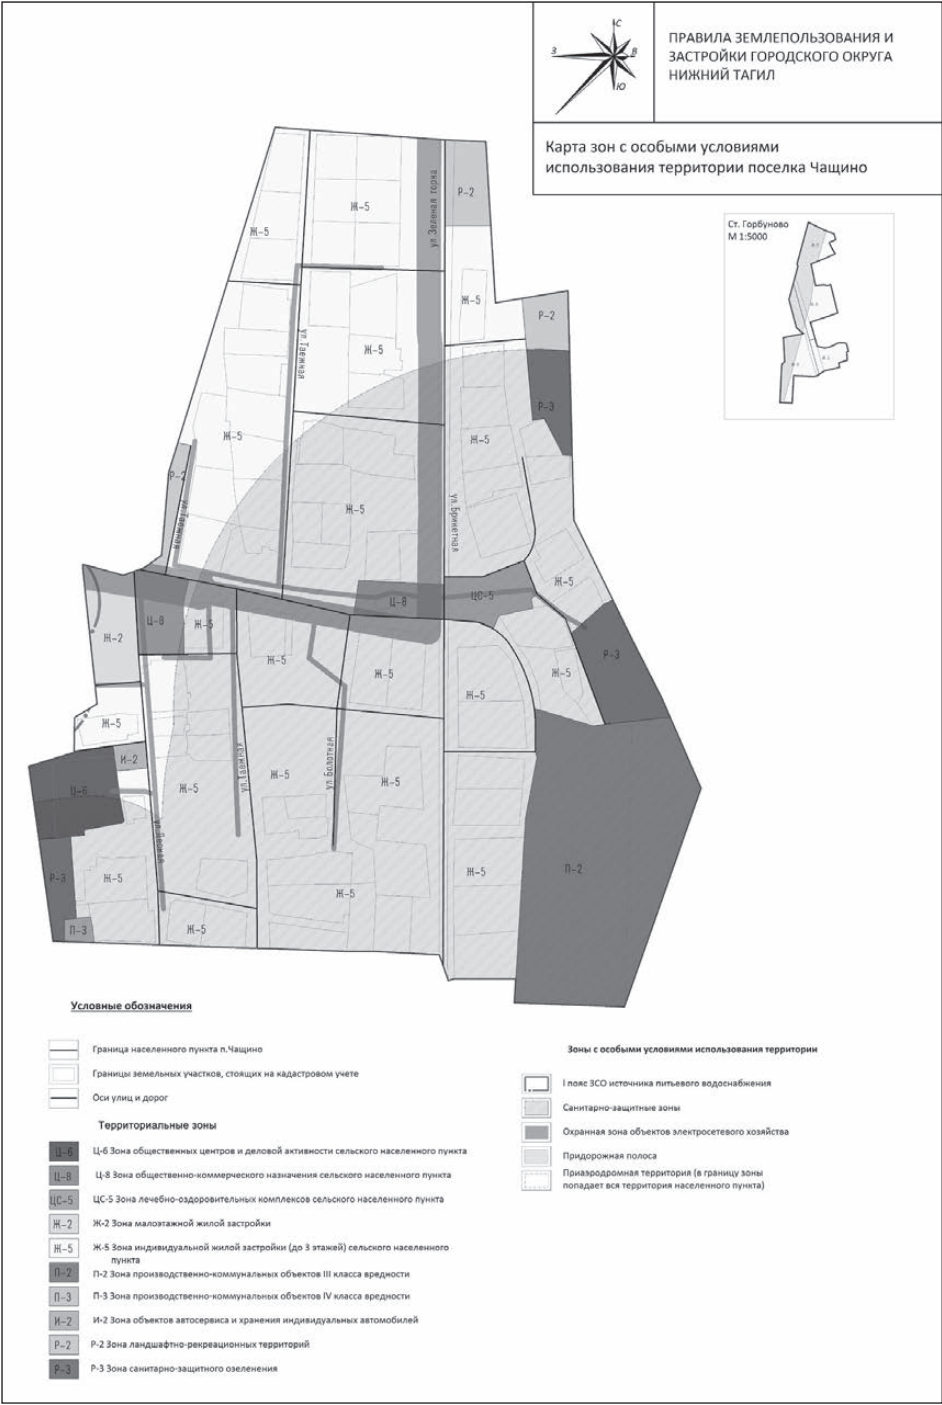 С
З
В
Ю
ПРАВИЛА ЗЕМЛЕПОЛЬЗОВАНИЯ И
ЗАСТРОЙКИ ГОРОДСКОГО ОКРУГА
НИЖНИЙ ТАГИЛ
Карта зон с особыми условиями
использования территории поселка Чащино
Ст. Горбуново
М 1:5000
Р-2
Ж-5
ул.Зеленая горка
Ж-5
Ж-5
Р-2
ул.Таежная
Ж-5
Р-3
Ж-5
Ж-5
Р-2
ул.Таежная
Ж-5
ул.Брикетная
Ж-5
Ц-8
ЦС-5
Ц-8
Ж-5
Ж-2
Ж-5
Ж-5
Ж-5
Р-3
Ж-5
Ж-5
И-2
ул.Таежная
ул.Болотная
Ж-5
Ж-5
Ж-5
Ц-6
ул.Лесная
Р-3
Ж-5
Ж-5
Ж-5
П-2
П-3
Ж-5
Условные обозначения
Граница населенного пункта п.Чащино
Границы земельных участков, стоящих на кадастровом учете
Оси улиц и дорог
Территориальные зоны
Ц-6 Ц-6 Зона общественных центров и деловой активности сельского населенного пункта
Ц-8 Ц-8 Зона общественно-коммерческого назначения сельского населенного пункта
ЦС-5 ЦС-5 Зона лечебно-оздоровительных комплексов сельского населенного пункта
Ж-2 Ж-2 Зона малоэтажной жилой застройки
Ж-5 Ж-5 Зона индивидуальной жилой застройки (до 3 этажей) сельского населенного
пункта
П-2 П-2 Зона производственно-коммунальных объектов III класса вредности
П-3 П-3 Зона производственно-коммунальных объектов IV класса вредности
И-2 И-2 Зона объектов автосервиса и хранения индивидуальных автомобилей
Р-2 Р-2 Зона ландшафтно-рекреационных территорий
Р-3 Р-3 Зона санитарно-защитного озеленения
Зоны с особыми условиями использования территории
I пояс ЗСО источника питьевого водоснабжения
Санитарно-защитные зоны
Охранная зона объектов электросетевого хозяйства
Придорожная полоса
Приаэродромная территория (в границу зоны
попадает вся территория населенного пункта)